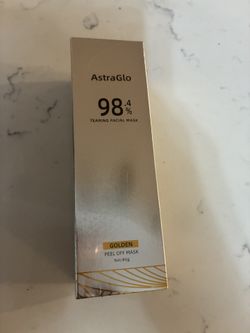 AstraGlo
98.4%
TEARING FACIAL MASK
GOLDEN
PEEL OFF MASK